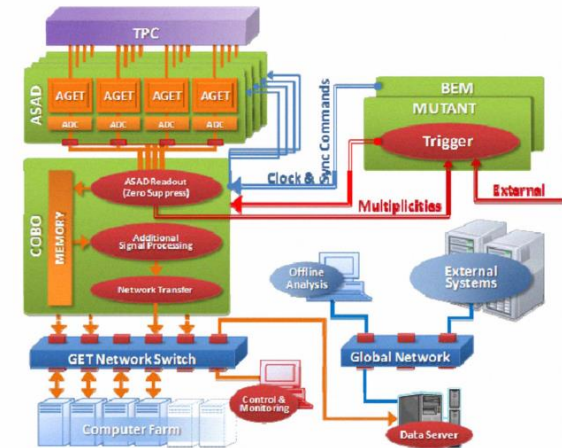 TPC
ASAD
AGET AGET AGET AGET
ADC ADC ADC ADC
BEM
MUTANT
Trigger
Sync Commands
Clock &
External
Multiplicities
COBO
MEMORY
ASAD Readout
(Zero Suppress)
Additional
Signal Processing
Network Transfer
Offline
Analysis
External
Systems
GET Network Switch
Global Network
Control &
Monitoring
Computer Farm
Data Server